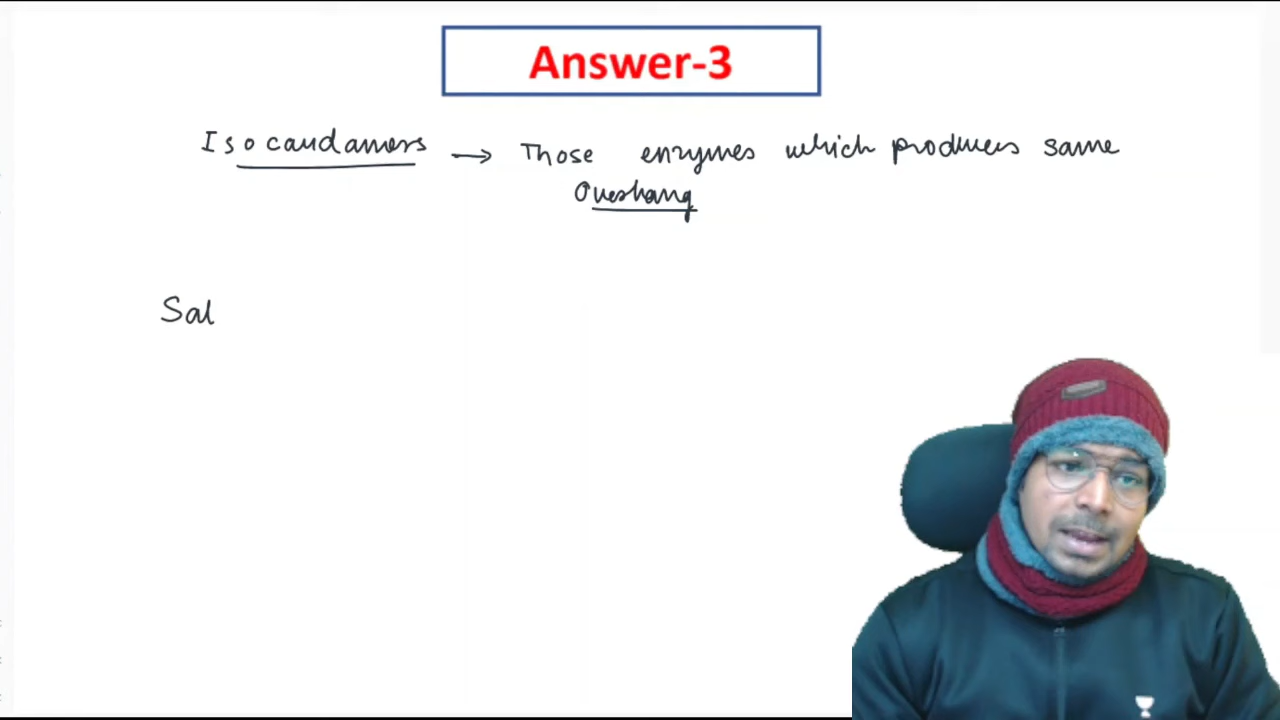 Answer-3
Isocaudamers → Those enzymes which produces same
Overhang
Sal